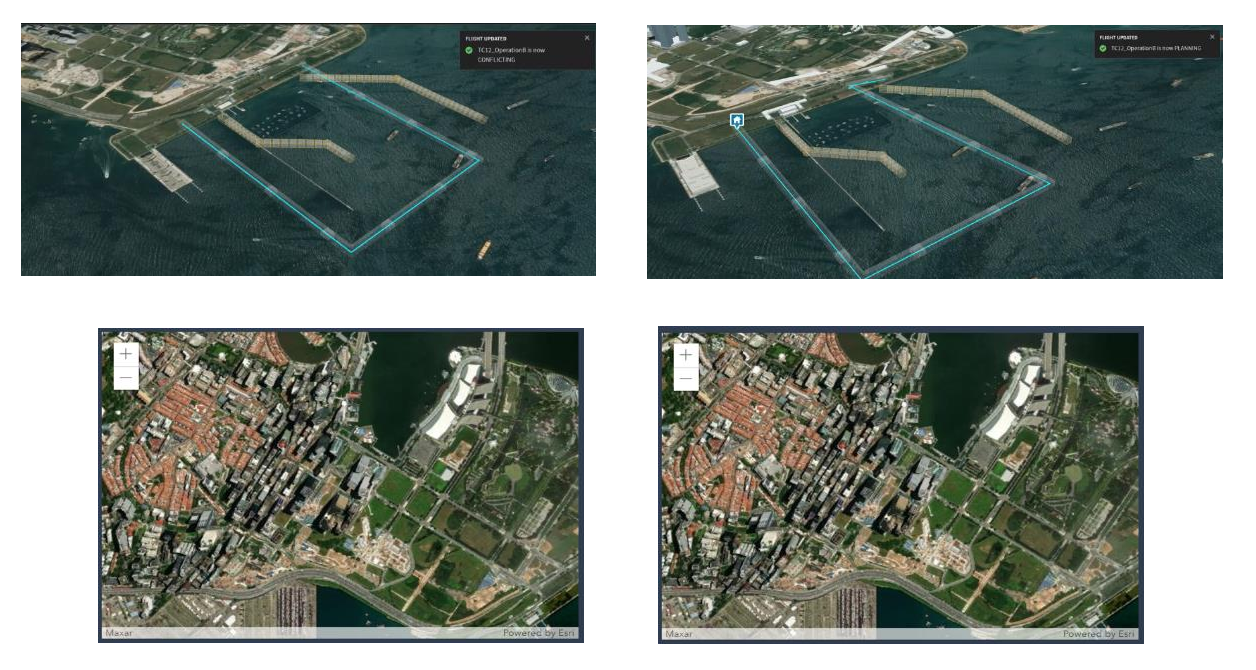 FLIGHT UPDATED
TC12_OperationB is now
CONFLICTING
FLIGHT UPDATED
TC12_OperationB is now PLANNING
Maxar
Powered by Esri
Maxar
Powered by Esri